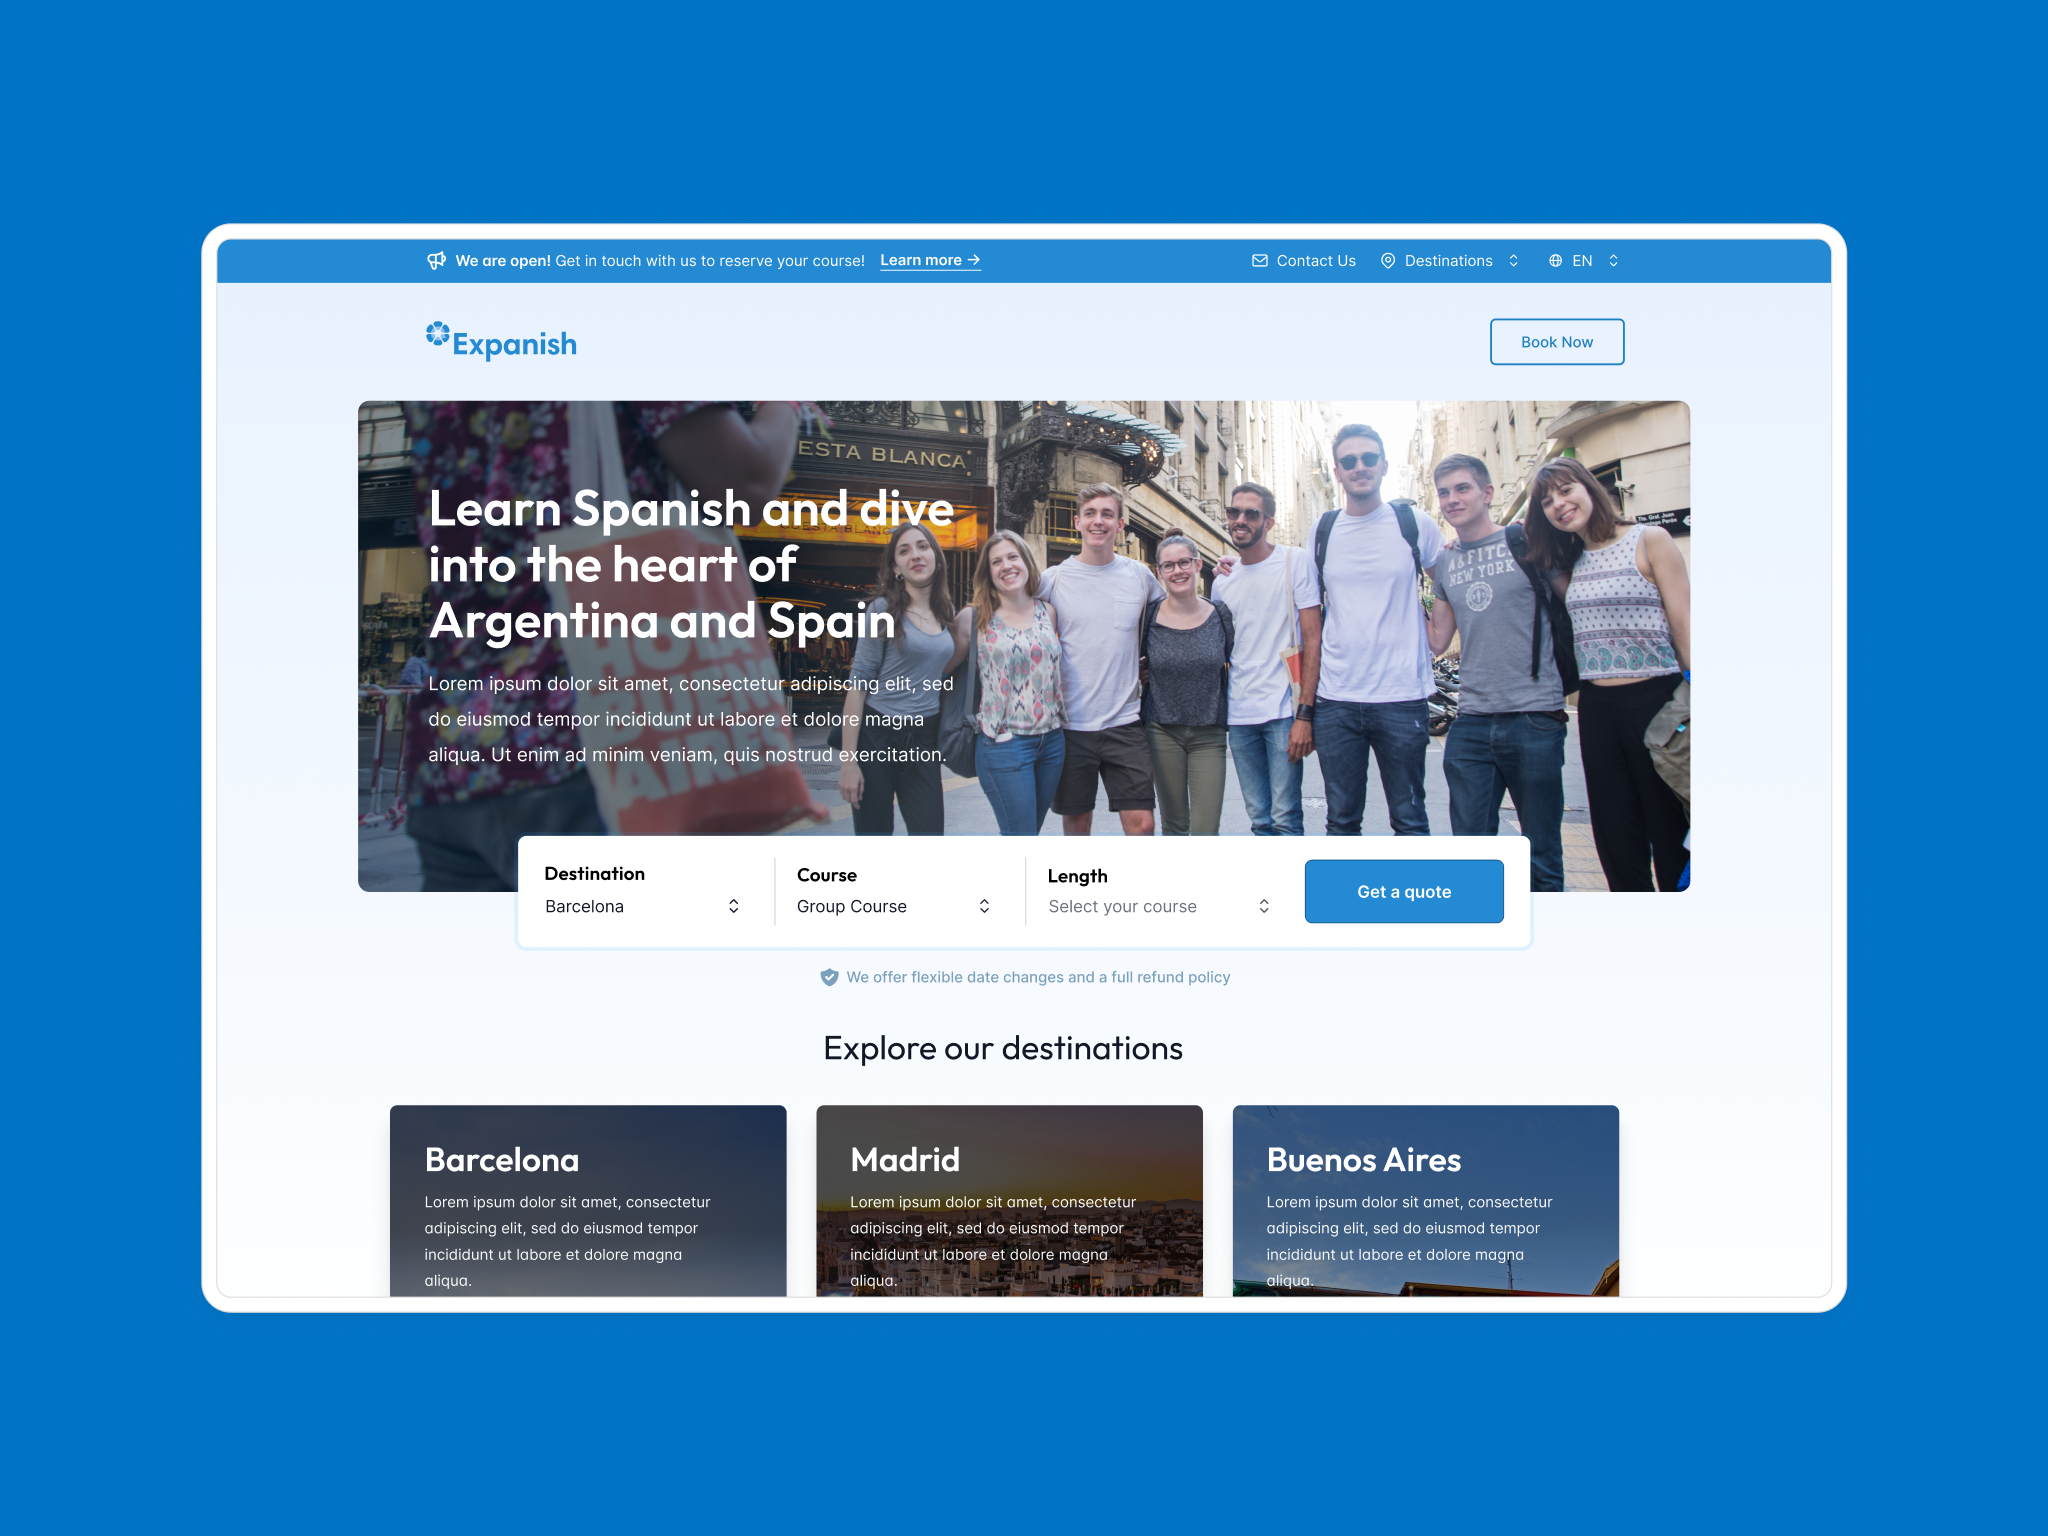 We are open! Get in touch with us to reserve your course! Learn more →
Contact Us Destinations EN
Expanish
Book Now
ESTA BLANCA
Learn Spanish and dive
into the heart of
Argentina and Spain
A&FITC
NEW YORK
Lorem ipsum dolor sit amet, consectetur adipiscing elit, sed
do eiusmod tempor incididunt ut labore et dolore magna
aliqua. Ut enim ad minim veniam, quis nostrud exercitation.
Destination Course Length
Barcelona Group Course Select your course
Get a quote
We offer flexible date changes and a full refund policy
Explore our destinations
Barcelona
Lorem ipsum dolor sit amet, consectetur
adipiscing elit, sed do eiusmod tempor
incididunt ut labore et dolore magna
aliqua.
Madrid
Lorem ipsum dolor sit amet, consectetur
adipiscing elit, sed do eiusmod tempor
incididunt ut labore et dolore magna
aliqua.
Buenos Aires
Lorem ipsum dolor sit amet, consectetur
adipiscing elit, sed do eiusmod tempor
incididunt ut labore et dolore magna
aliqua.